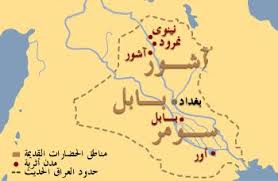 نينوى
نمرود
آشور
آشور
بغداد
بابل
بابل
سومر
أور
مناطق الحضارات القديمة
مدن أثرية
حدود العراق الحديث